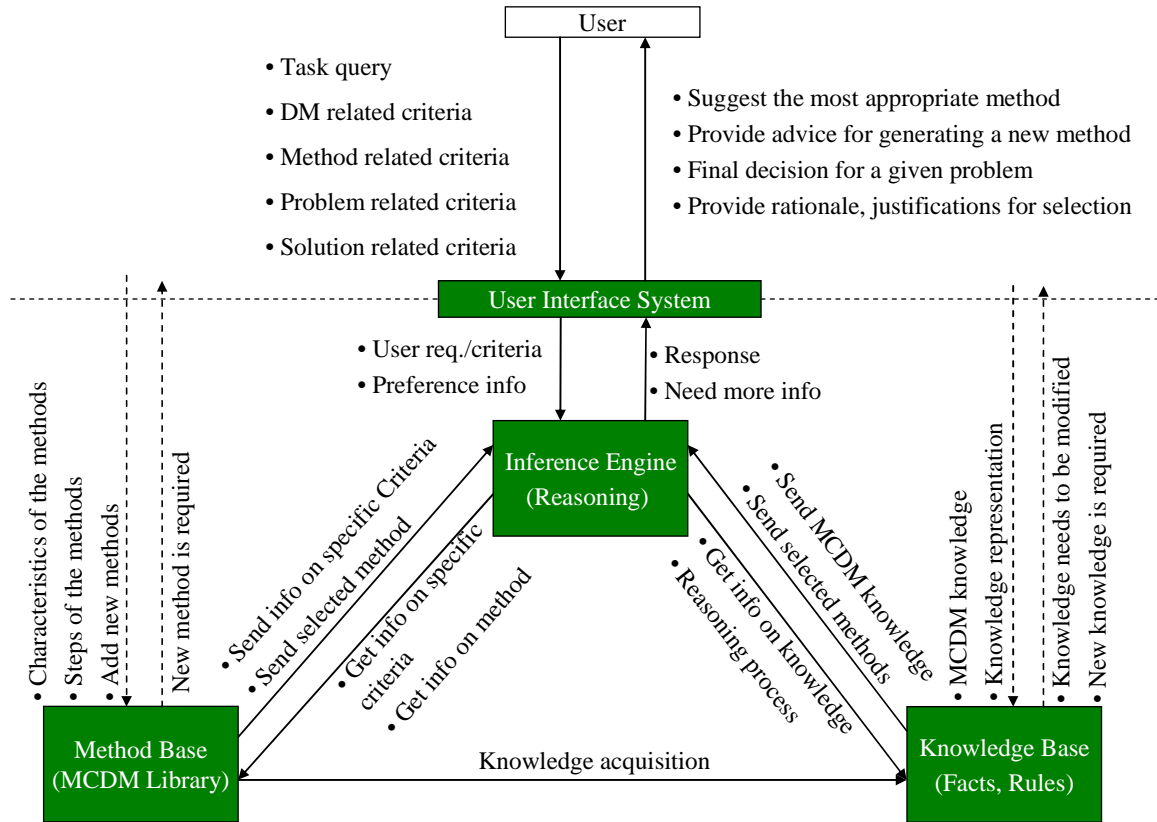 User
• Task query
• DM related criteria
• Method related criteria
• Problem related criteria
• Solution related criteria
• Suggest the most appropriate method
• Provide advice for generating a new method
• Final decision for a given problem
• Provide rationale, justifications for selection
User Interface System
• User req./criteria
• Preference info
• Response
• Need more info
Inference Engine
(Reasoning)
• Characteristics of the methods
• Steps of the methods
• Add new methods
New method is required
• Send info on specific Criteria
• Send selected method
• Get info on specific
criteria
• Get info on method
• Send MCDM knowledge
• Send selected methods
• Get info on knowledge
• Reasoning process
• MCDM knowledge
• Knowledge representation
• Knowledge needs to be modified
• New knowledge is required
Method Base
(MCDM Library)
Knowledge acquisition
Knowledge Base
(Facts, Rules)